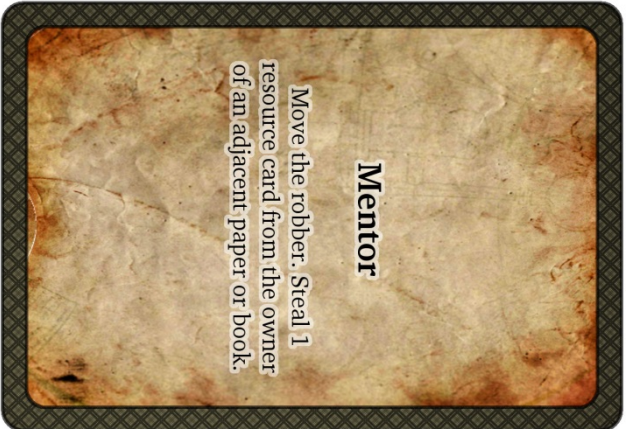 Mentor
Move the robber. Steal 1
resource card from the owner
of an adjacent paper or book.